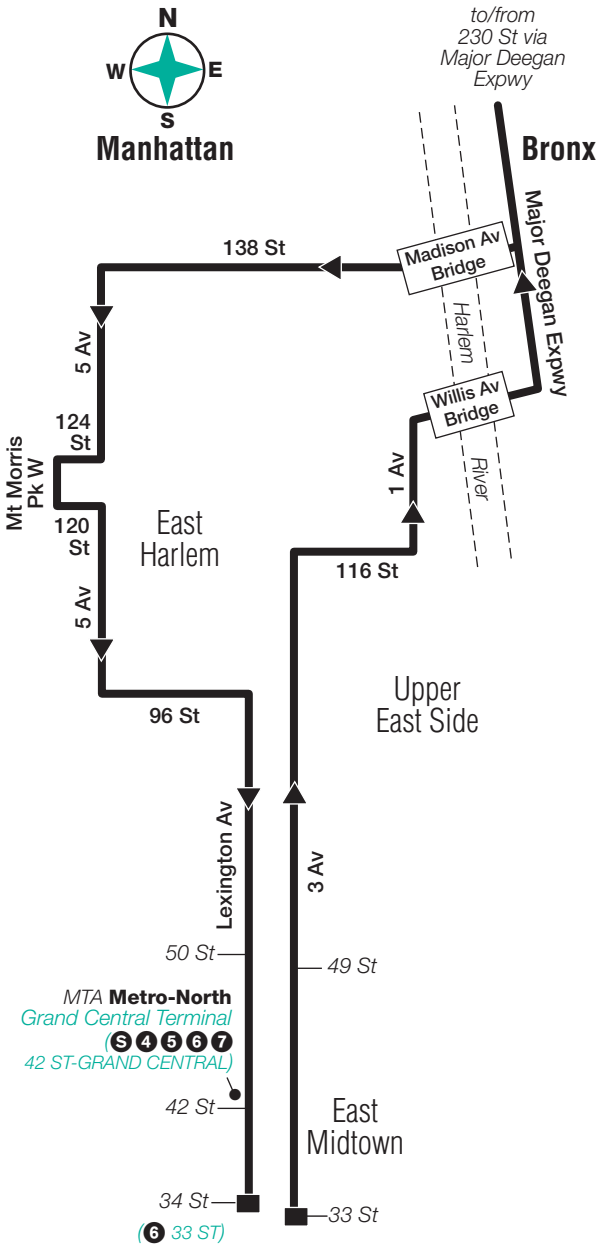 N
W E
S
Manhattan
to/from
230 St via
Major Deegan
Expwy
Bronx
138 St
Madison Av
Bridge
Major Deegan Expwy
Harlem
River
5 Av
Willis Av
Bridge
124
St
Mt Morris
Pk W
120
St
1 Av
East
Harlem
116 St
5 Av
96 St
Upper
East Side
Lexington Av
3 Av
50 St
49 St
MTA Metro-North
Grand Central Terminal
(S 4 5 6 7
42 ST-GRAND CENTRAL)
42 St
East
Midtown
34 St
(6 33 ST)
33 St